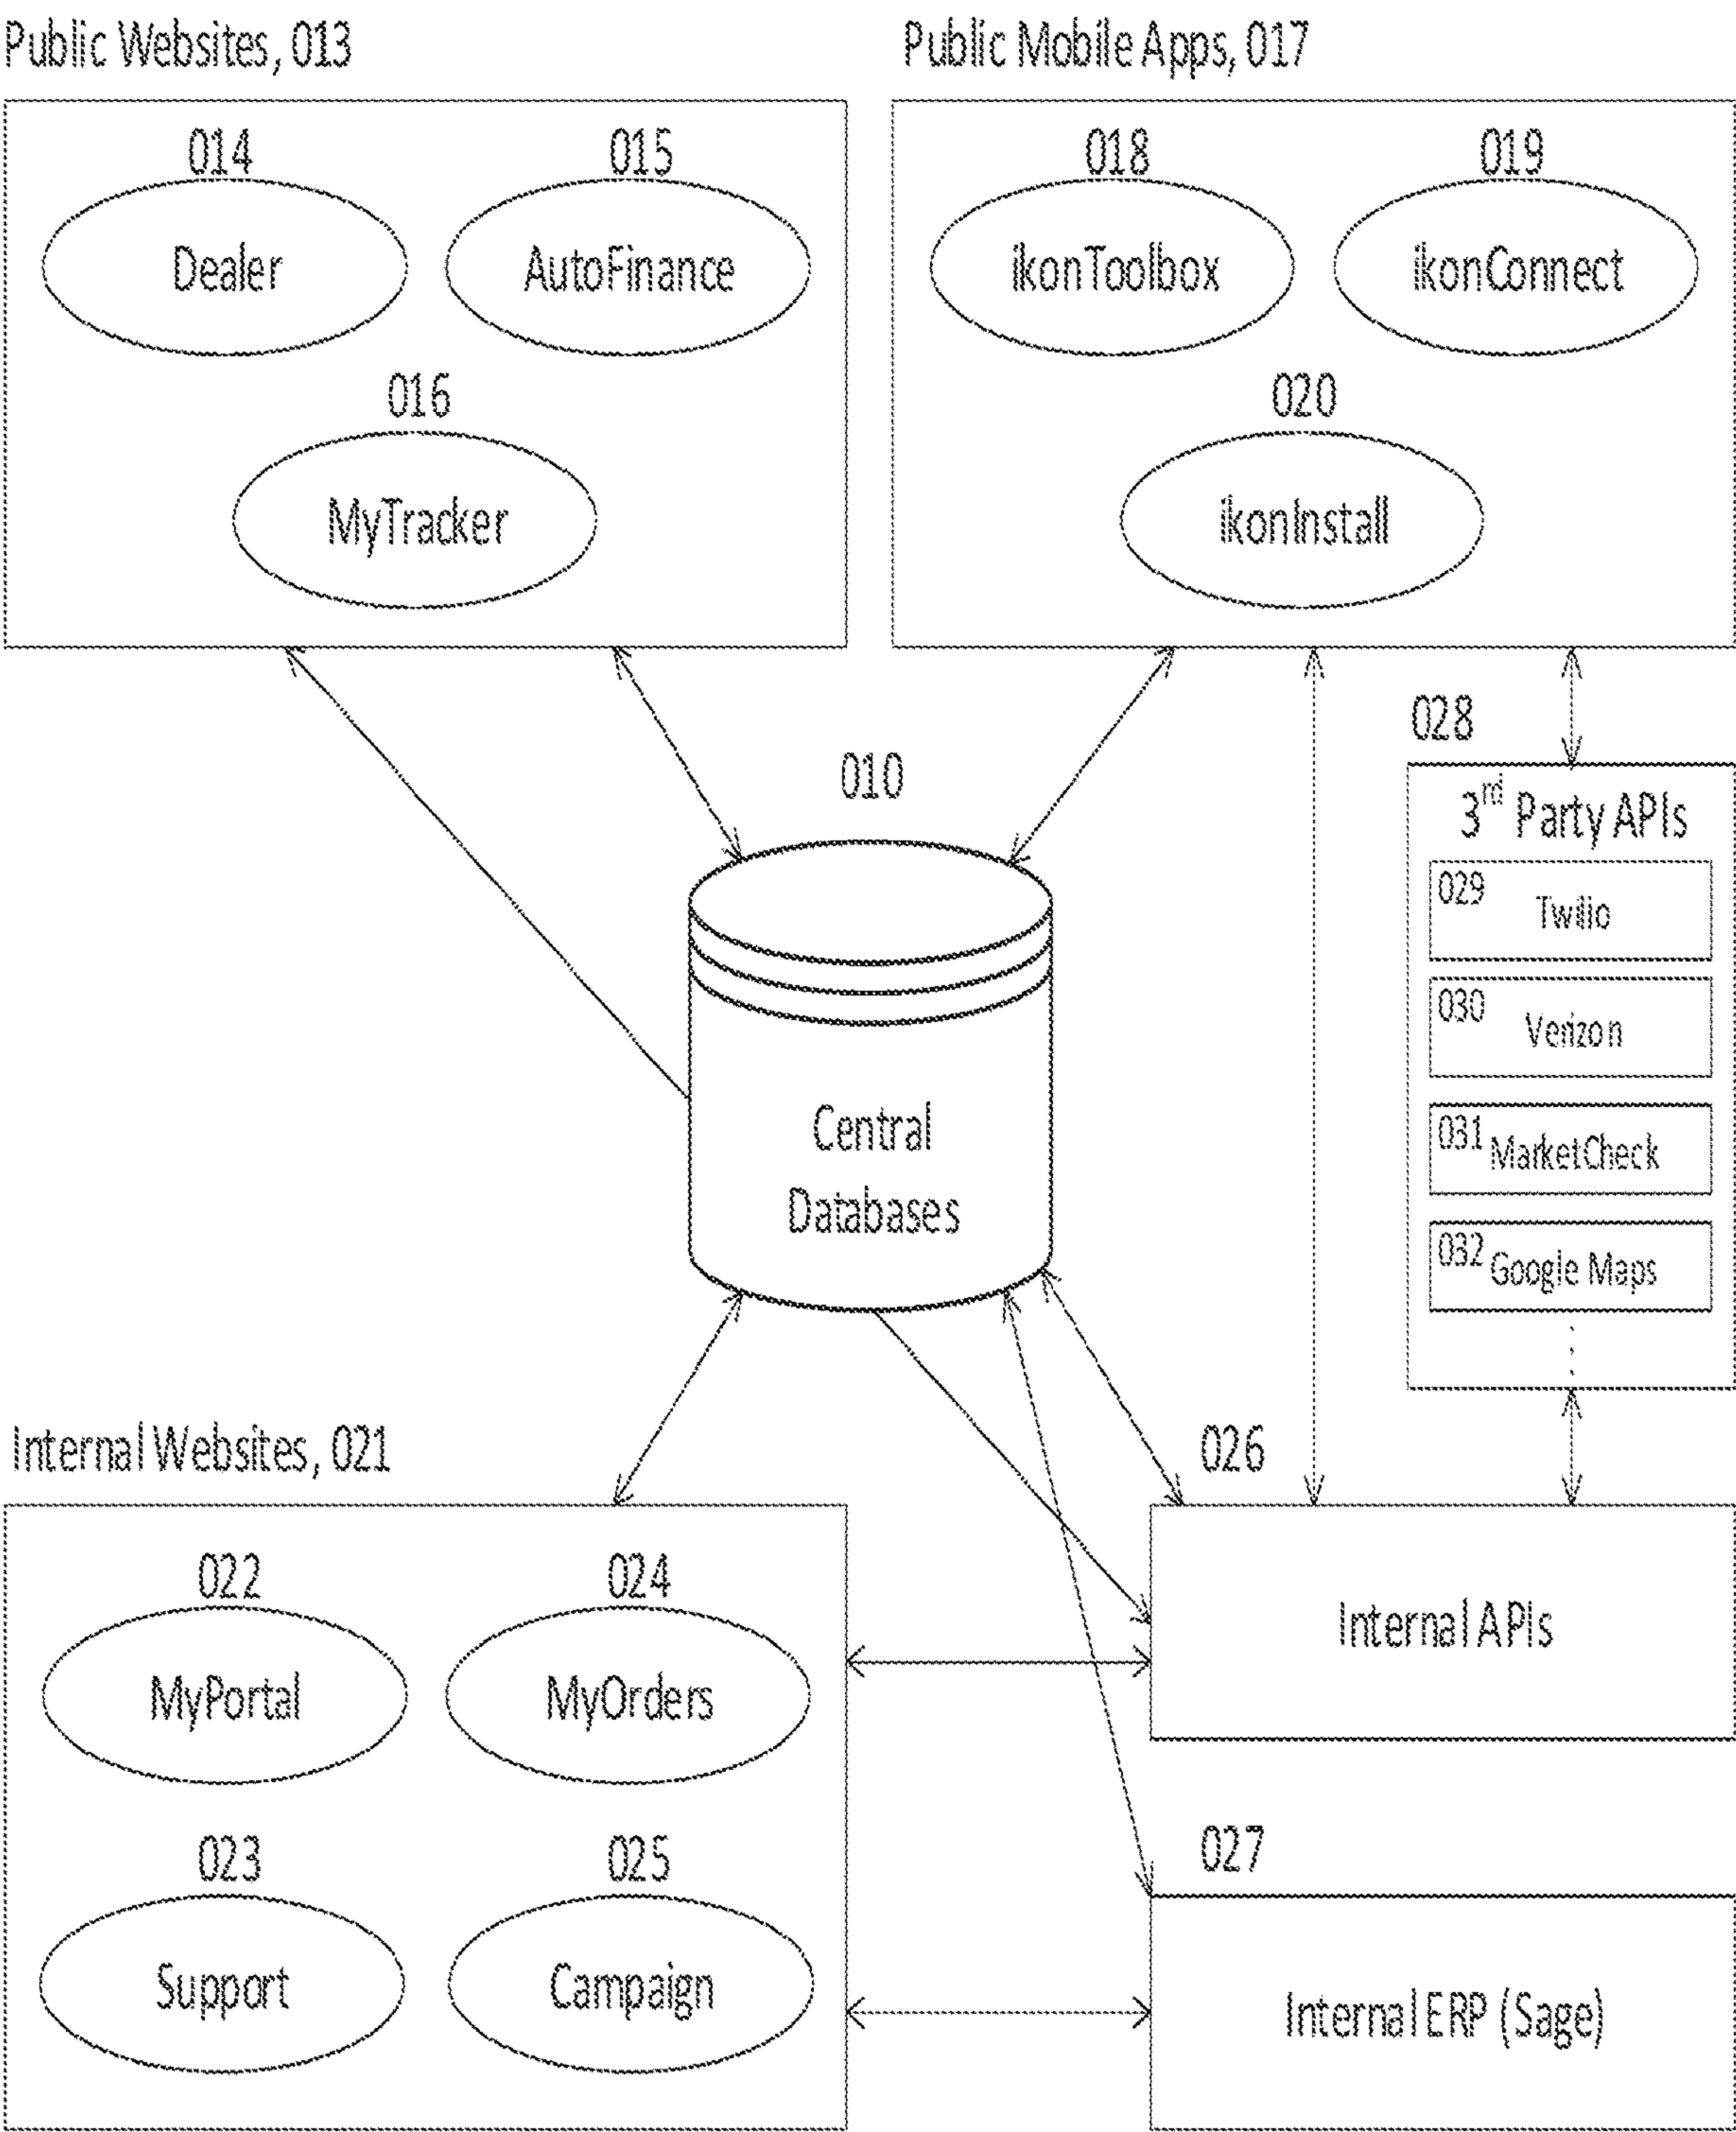 Public Websites, 013
Public Mobile Apps, 017
014
015
Dealer
AutoFinance
016
MyTracker
018
019
ikonToolbox
ikonConnect
020
ikonInstall
010
Central
Databases
028
3rd Party APIs
029
Twilio
030
Verizon
031
MarketCheck
032
Google Maps
Internal Websites, 021
022
024
MyPortal
MyOrders
023
025
Support
Campaign
026
Internal APIs
027
Internal ERP (Sage)